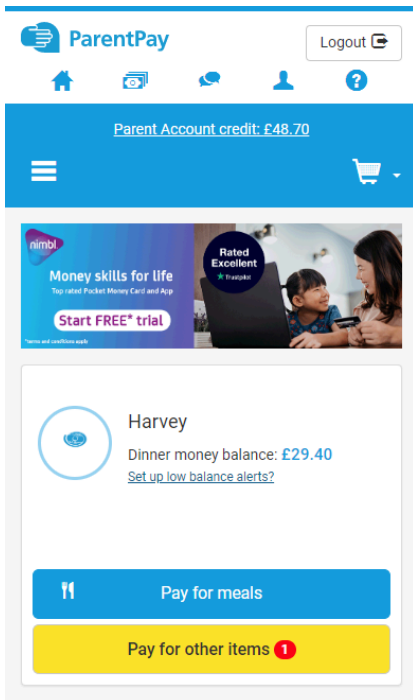 ParentPay
Logout
Parent Account credit: £48.70
nimbl
Money skills for life
Top rated Pocket Money Card and App
Start FREE* trial
*terms and conditions apply
Rated
Excellent
Trustpilot
Harvey
Dinner money balance: £29.40
Set up low balance alerts?
Pay for meals
Pay for other items 1